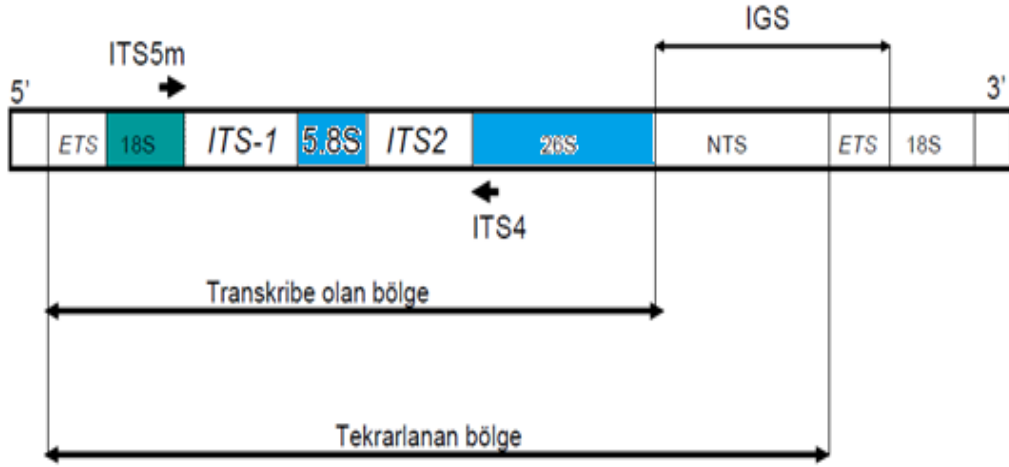 IGS
ITS5m
5' 3'
ETS 18S ITS-1 5.8S ITS2 26S NTS ETS 18S
ITS4
Transkribe olan bölge
Tekrarlanan bölge